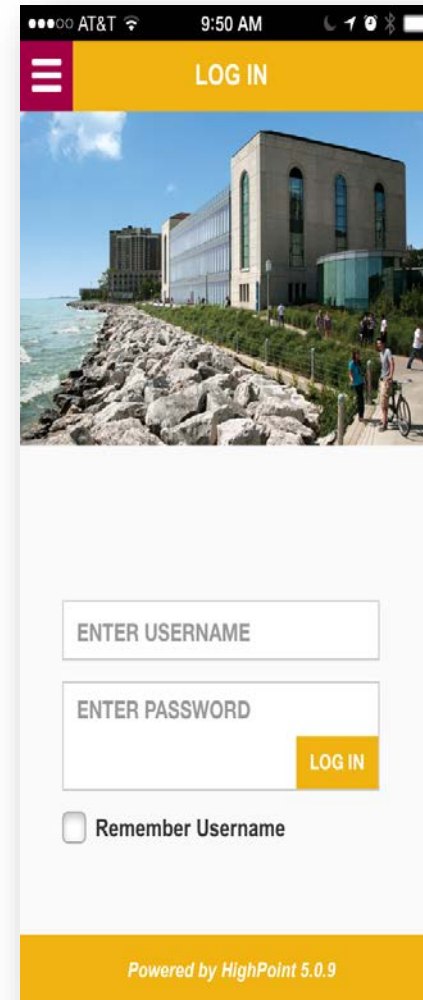 AT&T 9:50 AM
LOG IN
ENTER USERNAME
ENTER PASSWORD
LOG IN
Remember Username
Powered by HighPoint 5.0.9